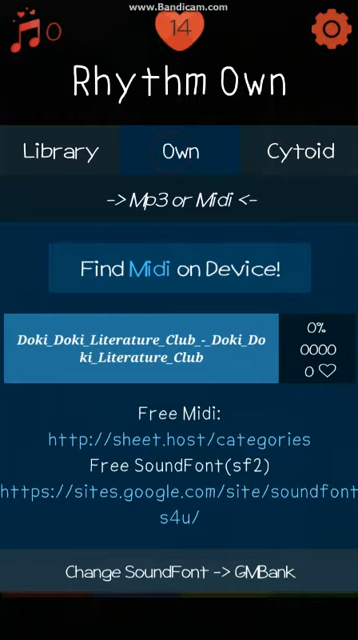 www.Bandicam.com
0
14
Rhythm Own
Library
Own
Cytoid
-> Mp3 or Midi <-
Find Midi on Device!
Doki_Doki_Literature_Club_-_Doki_Do
ki_Literature_Club
0%
0000
0
Free Midi:
http://sheet.host/categories
Free SoundFont(sf2)
https://sites.google.com/site/soundfont
s4u/
Change SoundFont -> GMBank